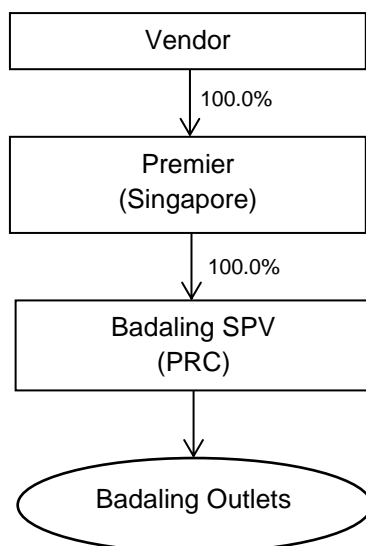 Vendor
100.0%
Premier
(Singapore)
100.0%
Badaling SPV
(PRC)
Badaling Outlets